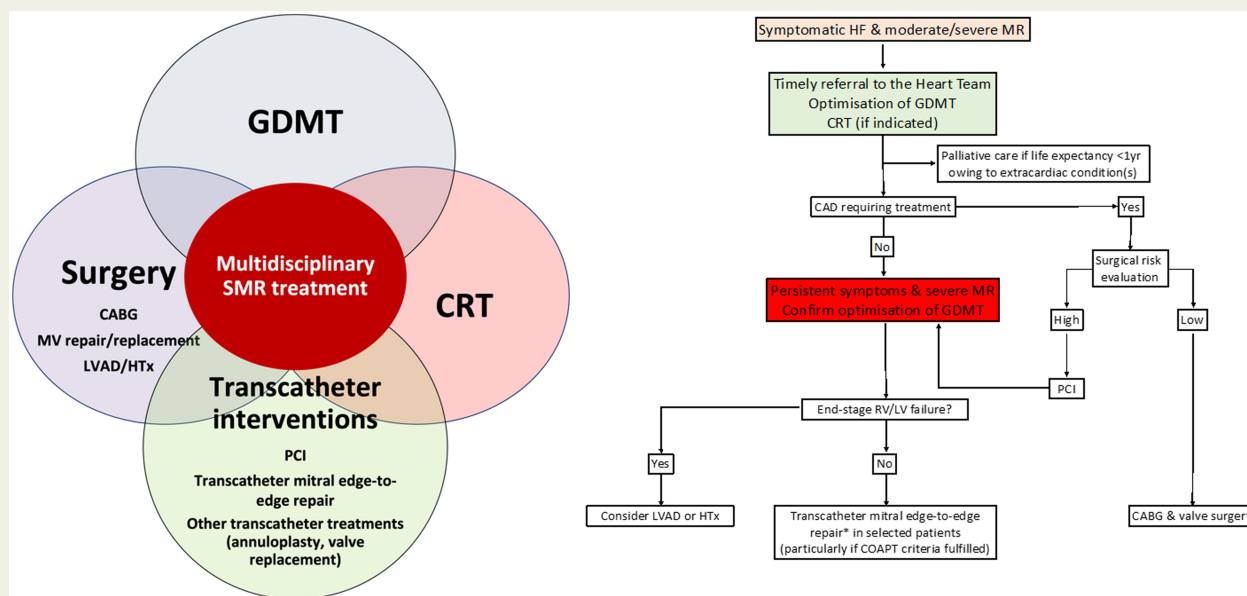 GDMT
Surgery
CABG
MV repair/replacement
LVAD/HTx
Multidisciplinary
SMR treatment
CRT
Transcatheter
interventions
PCI
Transcatheter mitral edge-to-
edge repair
Other transcatheter treatments
(annuloplasty, valve
replacement)
Symptomatic HF & moderate/severe MR
Timely referral to the Heart Team
Optimisation of GDMT
CRT (if indicated)
Palliative care if life expectancy <1yr
owing to extracardiac condition(s)
CAD requiring treatment
Yes
No
Surgical risk
evaluation
Persistent symptoms & severe MR
Confirm optimisation of GDMT
High
Low
PCI
End-stage RV/LV failure?
Yes
No
Consider LVAD or HTx
Transcatheter mitral edge-to-edge
repair* in selected patients
(particularly if COAPT criteria fulfilled)
CABG & valve surgery